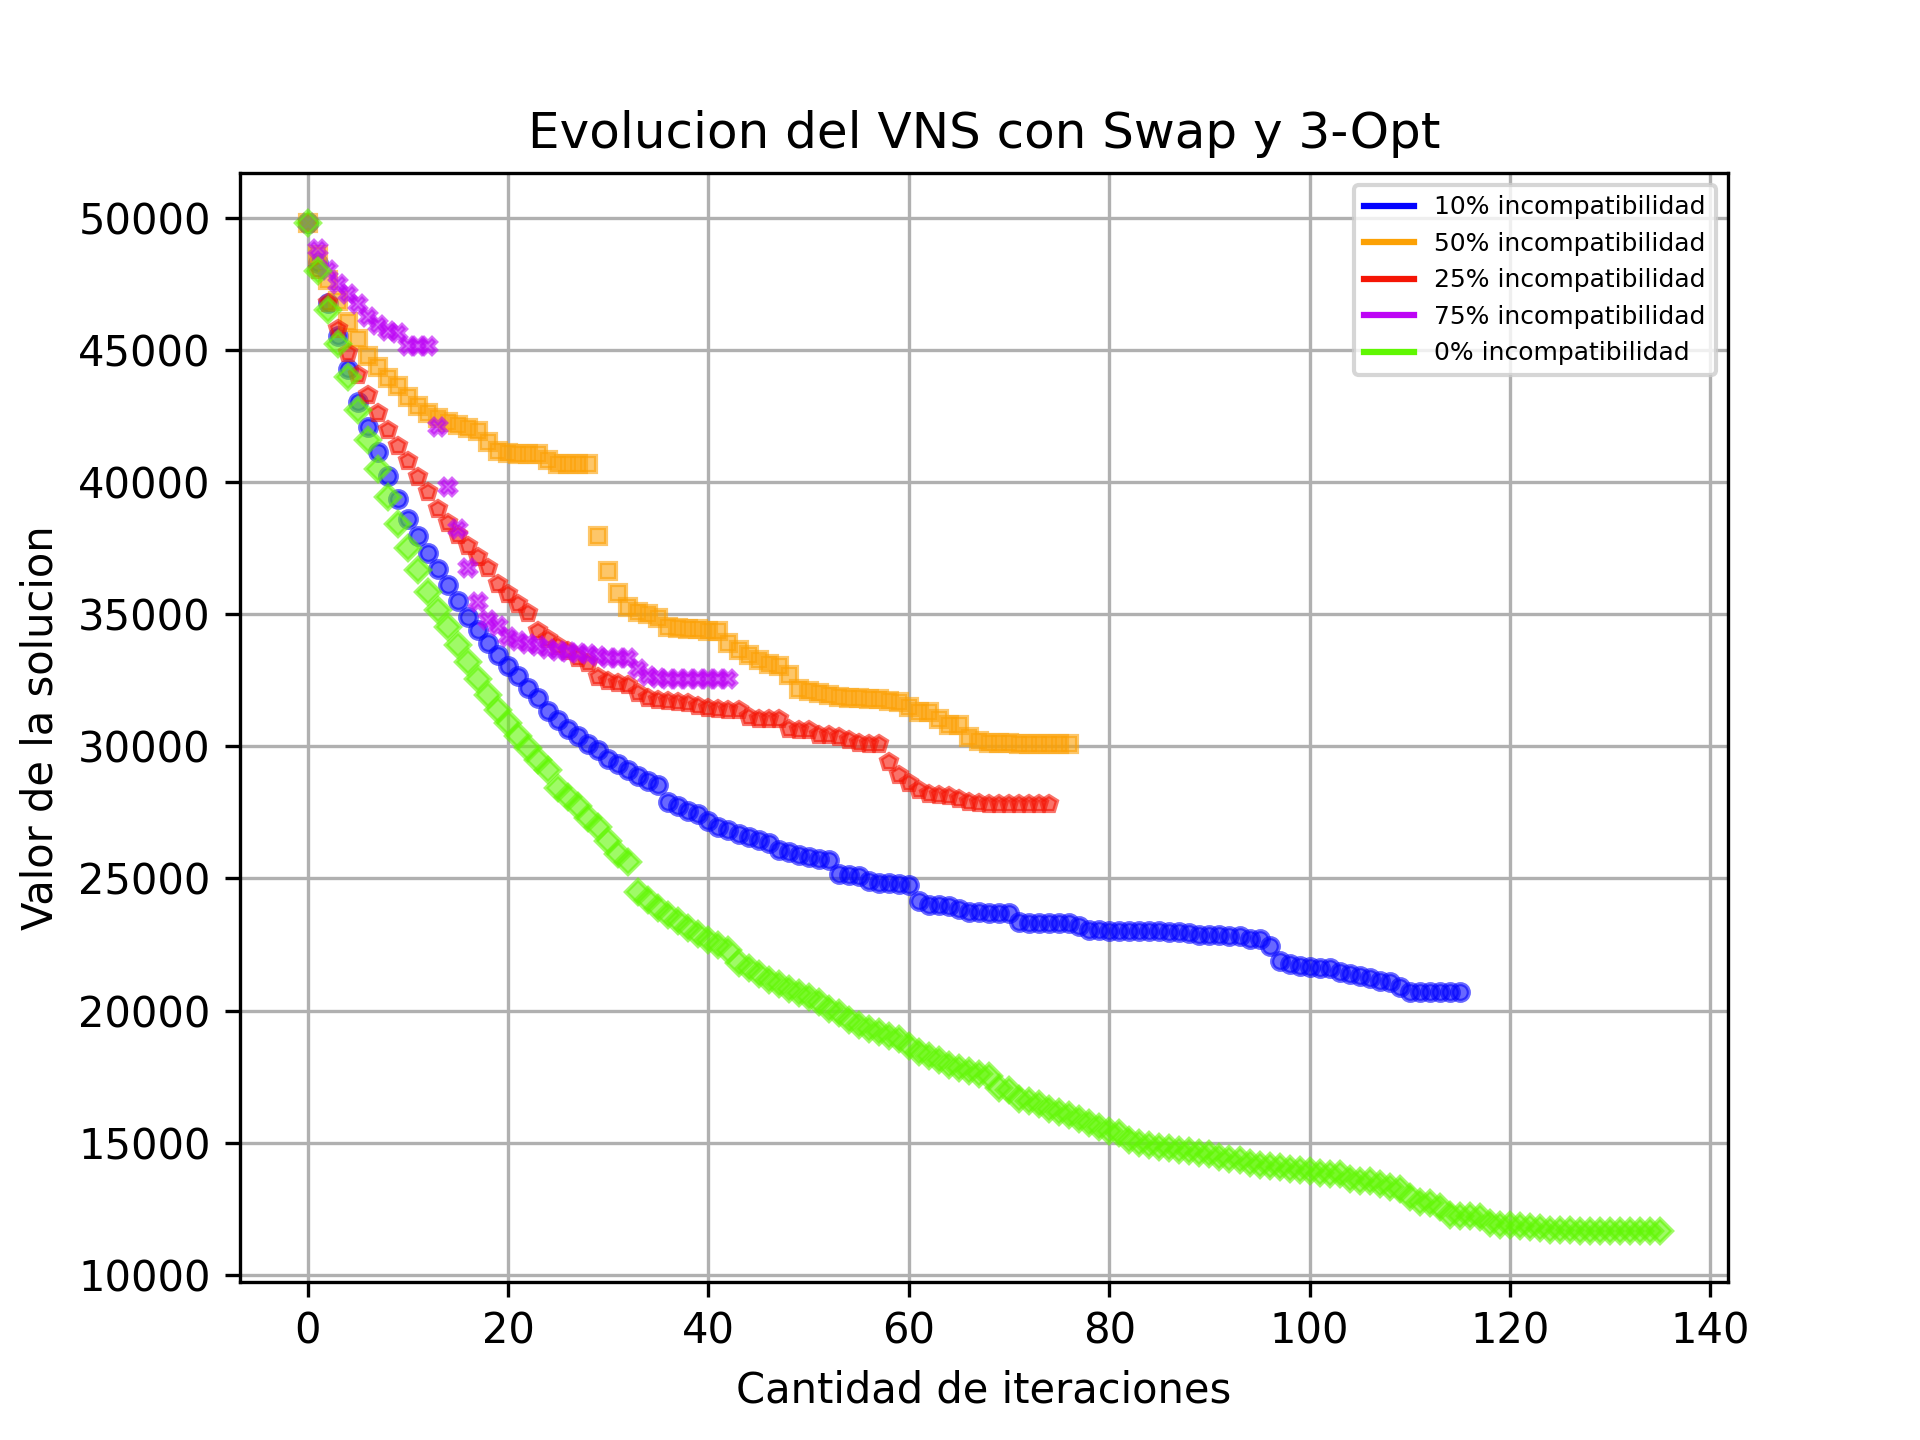 Evolucion del VNS con Swap y 3-Opt
10% incompatibilidad
50% incompatibilidad
25% incompatibilidad
75% incompatibilidad
0% incompatibilidad
Valor de la solucion
50000
45000
40000
35000
30000
25000
20000
15000
10000
0 20 40 60 80 100 120 140
Cantidad de iteraciones